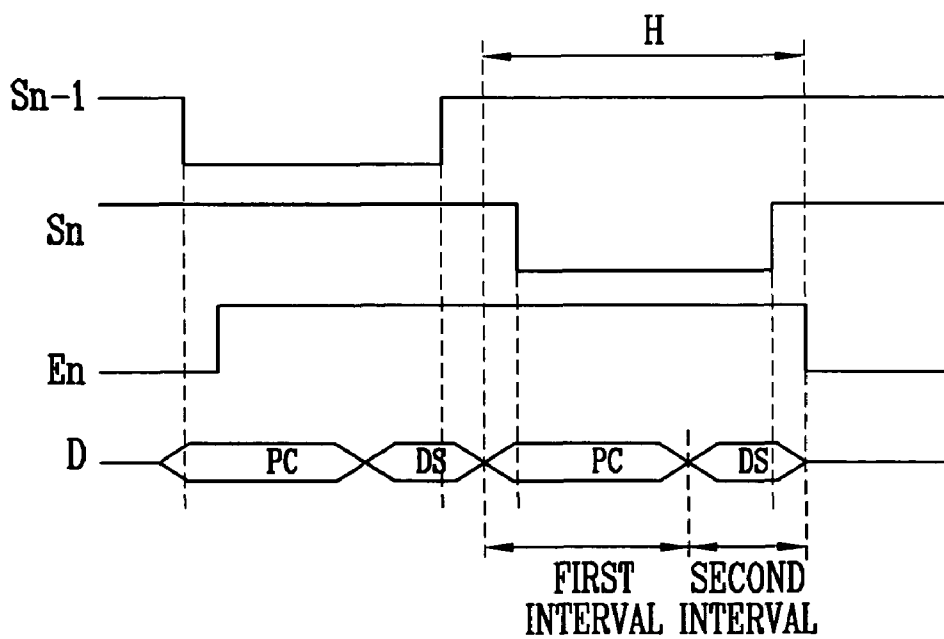 H
Sn-1
Sn
En
D
PC
DS
PC
DS
FIRST
INTERVAL
SECOND
INTERVAL